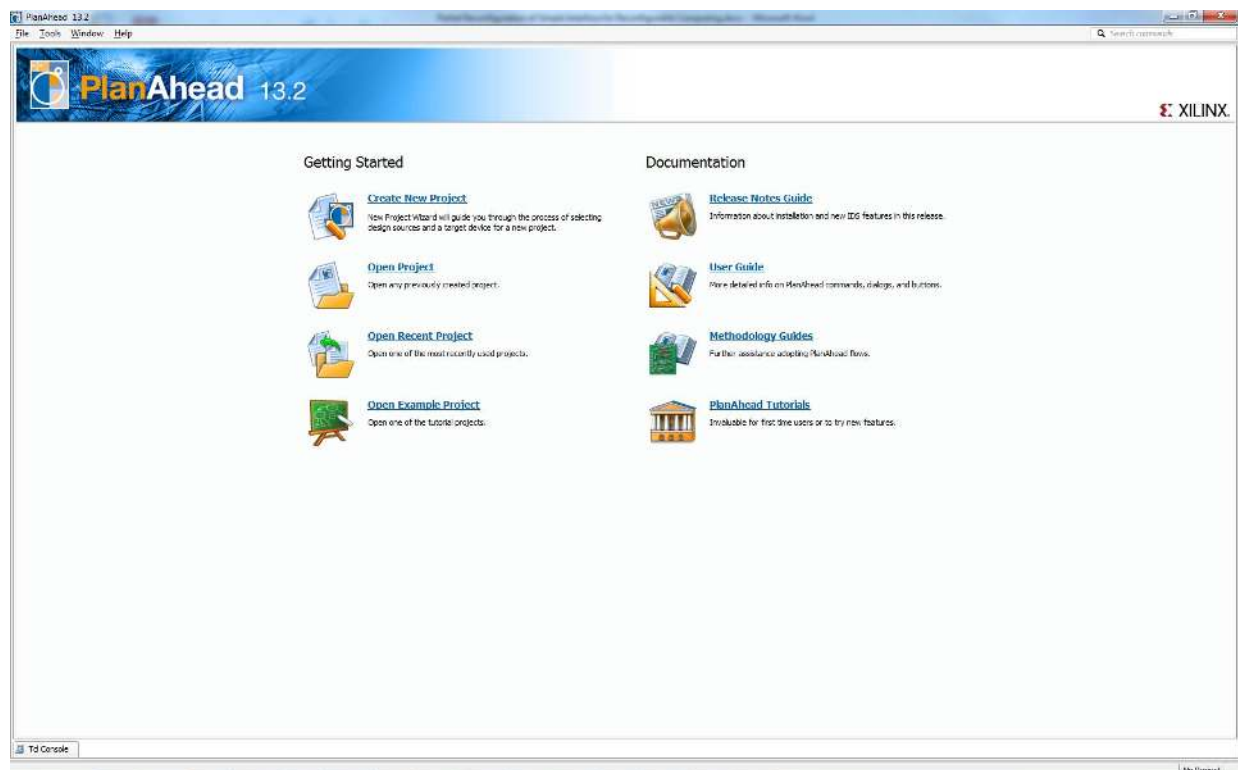 PlanAhead 13.2
File Tools Window Help
Search commands
PlanAhead 13.2
XILINX.
Getting Started
Create New Project
New Project Wizard will guide you through the process of selecting
design sources and a target device for a new project.
Open Project
Open any previously created project.
Open Recent Project
Open one of the most recently used projects.
Open Example Project
Open one of the tutorial projects.
Documentation
Release Notes Guide
Information about installation and new IDS features in this release.
User Guide
More detailed info on PlanAhead commands, dialogs, and buttons.
Methodology Guides
Further assistance adopting PlanAhead flows.
PlanAhead Tutorials
Invaluable for first time users or to try new features.
Tcl Console